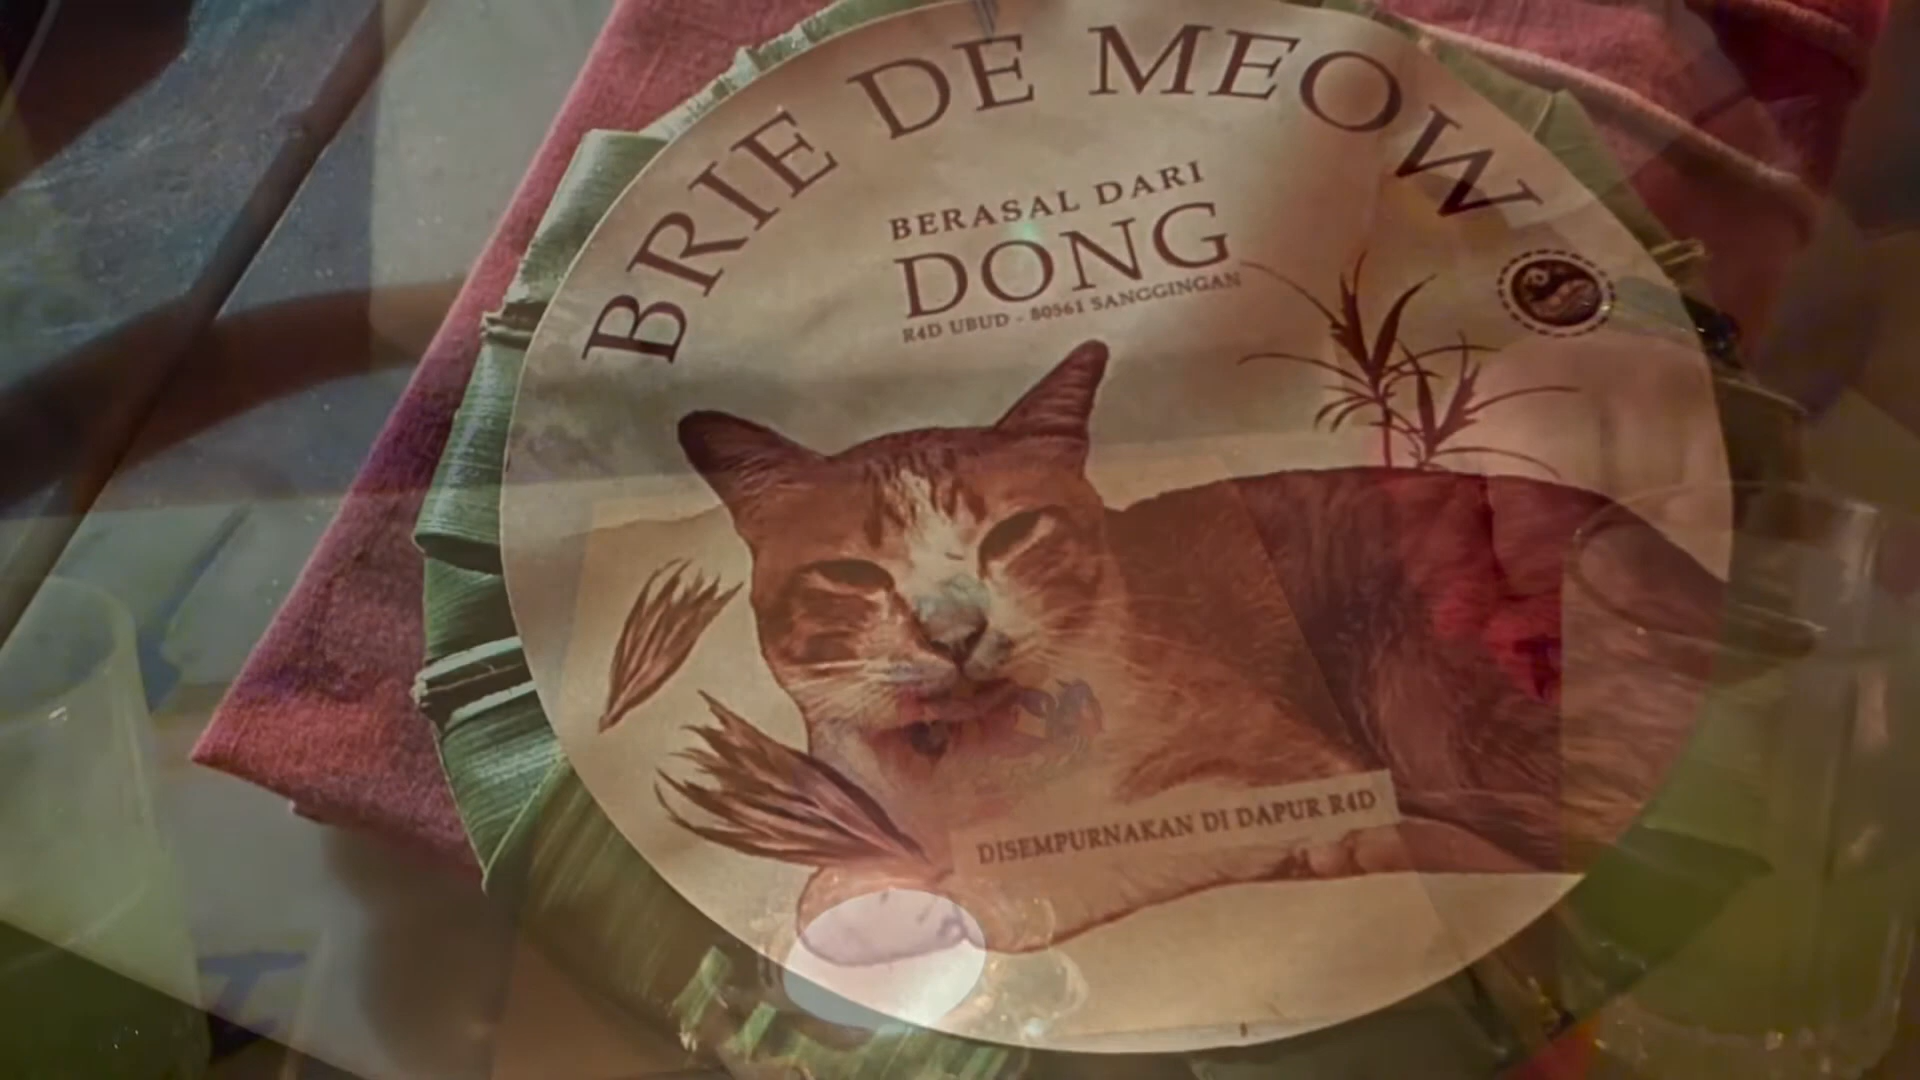 BRIE DE MEOW
BERASAL DARI
DONG
R4D UBUD - 80561 SANGGINGAN
DISEMPURNAKAN DI DAPUR R4D